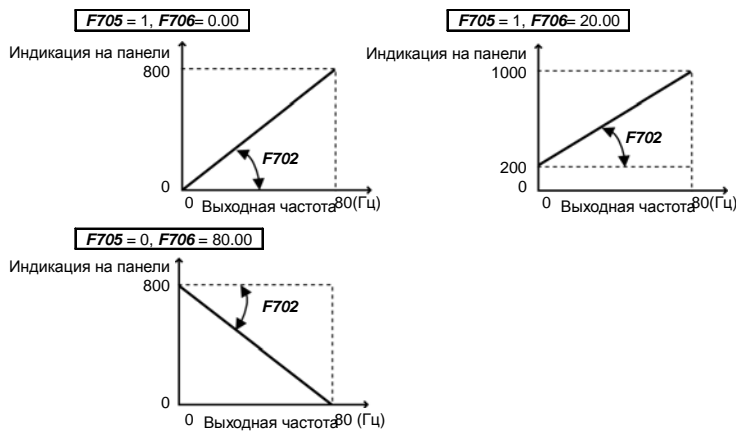 F705 = 1, F706= 0.00
Индикация на панели
800
F702
0
0
Выходная частота
80(Гц)
F705 = 1, F706= 20.00
Индикация на панели
1000
F702
200
0
0
Выходная частота
80(Гц)
F705 = 0, F706 = 80.00
Индикация на панели
800
F702
0
0
Выходная частота
80 (Гц)